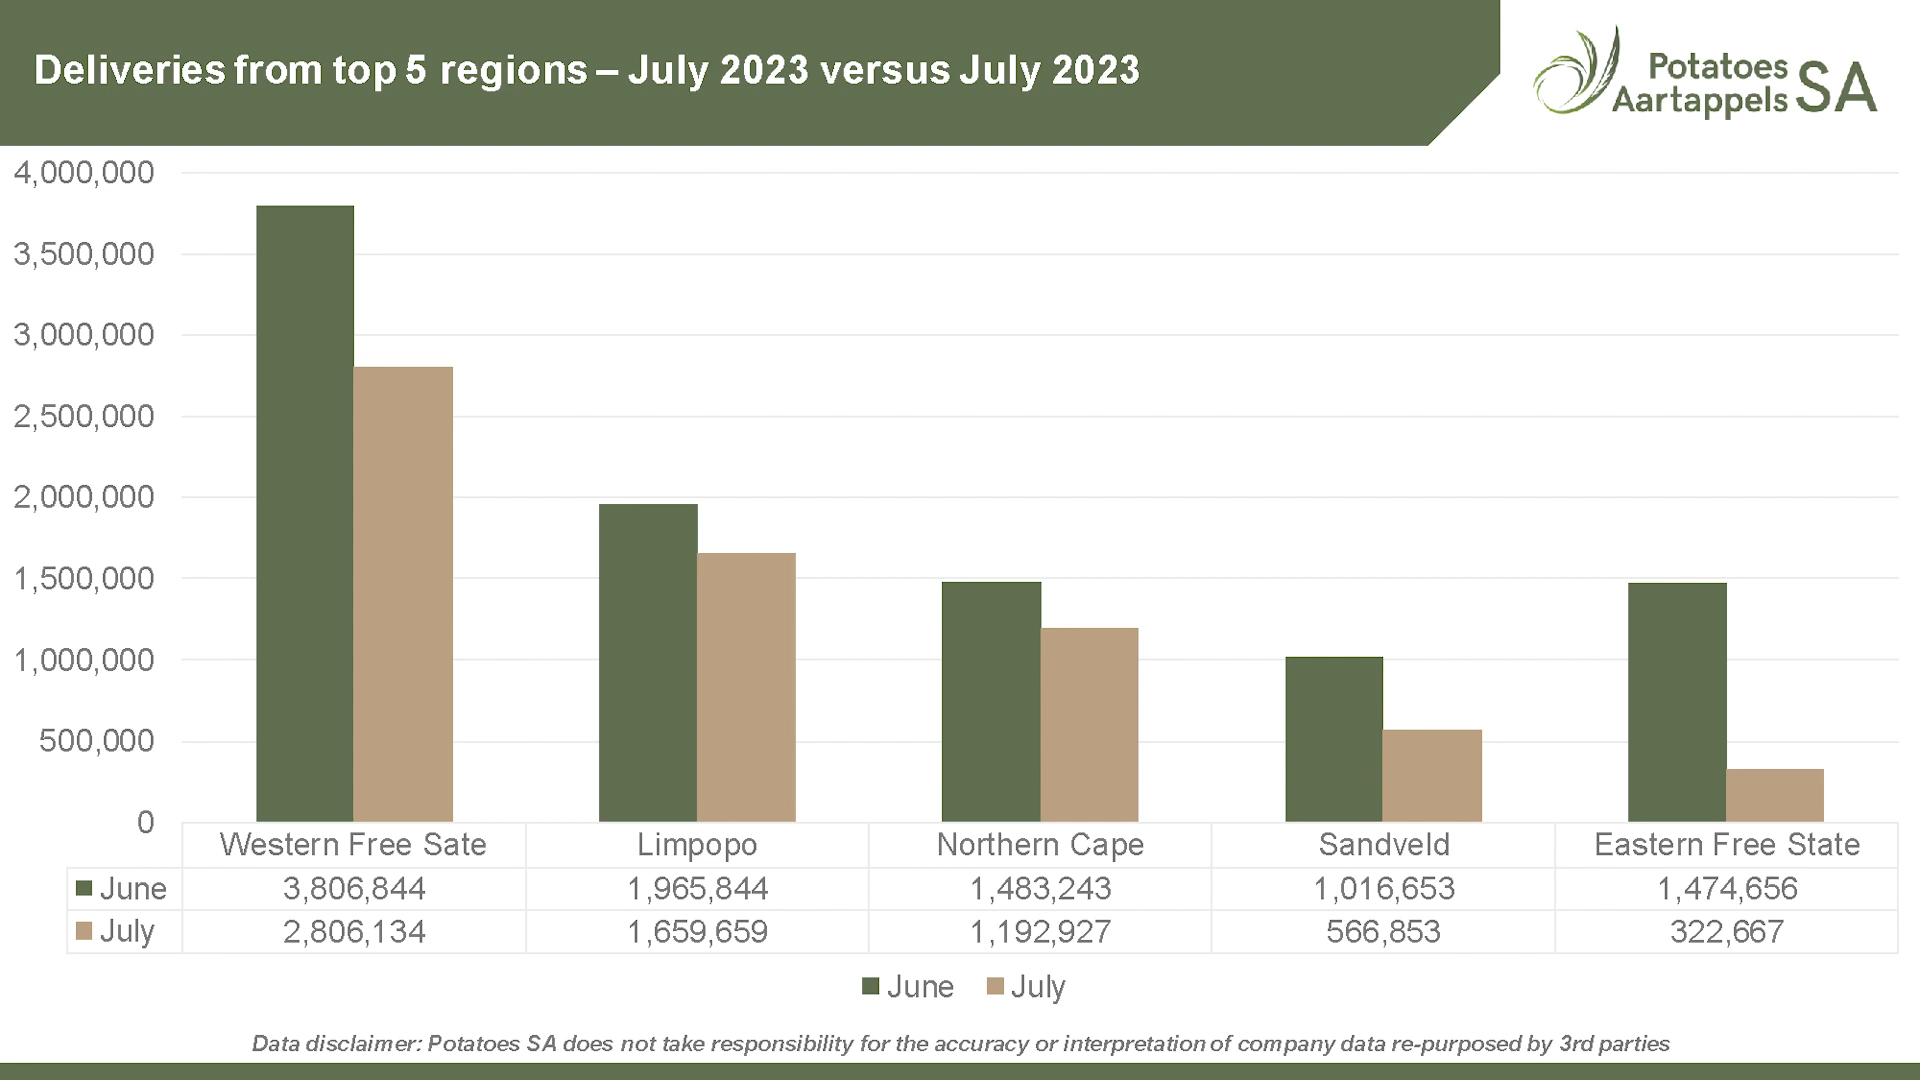 Deliveries from top 5 regions – July 2023 versus July 2023
Potatoes
Aartappels SA
4,000,000
3,500,000
3,000,000
2,500,000
2,000,000
1,500,000
1,000,000
500,000
0
Western Free Sate Limpopo Northern Cape Sandveld Eastern Free State
June 3,806,844 1,965,844 1,483,243 1,016,653 1,474,656
July 2,806,134 1,659,659 1,192,927 566,853 322,667
June July
Data disclaimer: Potatoes SA does not take responsibility for the accuracy or interpretation of company data re-purposed by 3rd parties